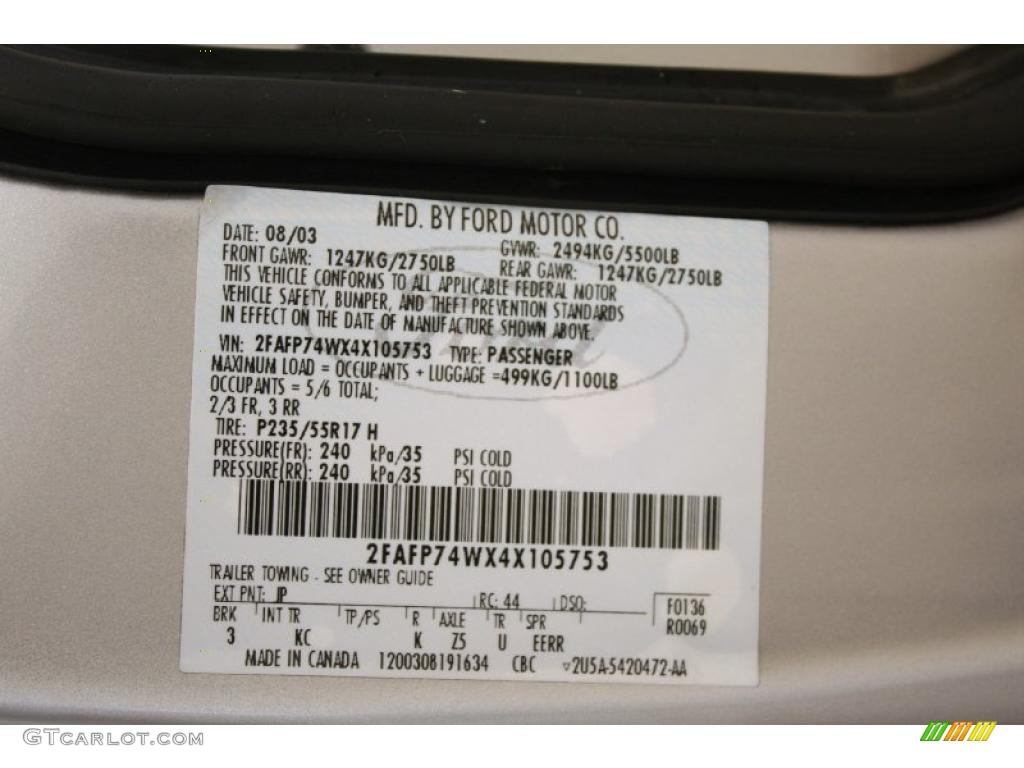 MFD. BY FORD MOTOR CO.
DATE: 08/03 GVWR: 2494KG/5500LB
FRONT GAWR: 1247KG/2750LB REAR GAWR: 1247KG/2750LB
THIS VEHICLE CONFORMS TO ALL APPLICABLE FEDERAL MOTOR
VEHICLE SAFETY, BUMPER, AND THEFT PREVENTION STANDARDS
IN EFFECT ON THE DATE OF MANUFACTURE SHOWN ABOVE.
VIN: 2FAFP74WX4X105753 TYPE: PASSENGER
MAXIMUM LOAD = OCCUPANTS + LUGGAGE =499KG/1100LB
OCCUPANTS = 5/6 TOTAL;
2/3 FR, 3 RR
TIRE: P235/55R17 H
PRESSURE(FR): 240 kPa/35 PSI COLD
PRESSURE(RR): 240 kPa/35 PSI COLD
2FAFP74WX4X105753
TRAILER TOWING - SEE OWNER GUIDE
EXT PNT: JP RC: 44 DSO: F0136
BRK INT TR TP/PS R AXLE TR SPR R0069
3 KC K Z5 U EERR
MADE IN CANADA 1200308191634 CBC ▽2U5A-5420472-AA
GTCARLOT.COM